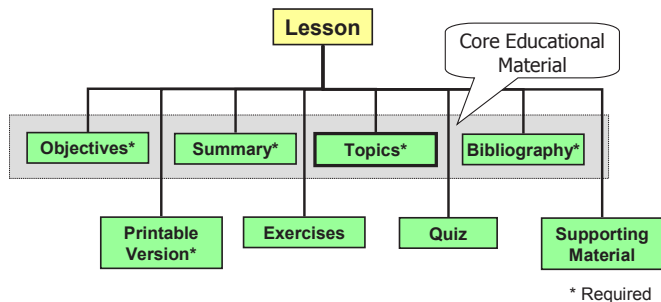 Lesson
Core Educational
Material
Objectives*
Summary*
Topics*
Bibliography*
Printable
Version*
Exercises
Quiz
Supporting
Material
* Required